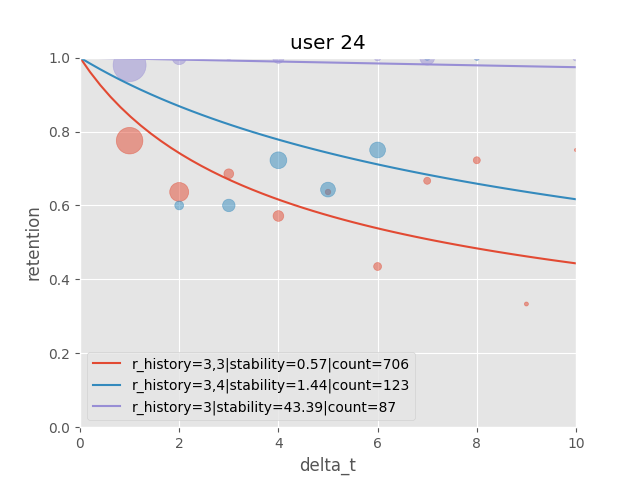 user 24
retention
1.0
0.8
0.6
0.4
0.2
0.0
r_history=3,3|stability=0.57|count=706
r_history=3,4|stability=1.44|count=123
r_history=3|stability=43.39|count=87
0 2 4 6 8 10
delta_t